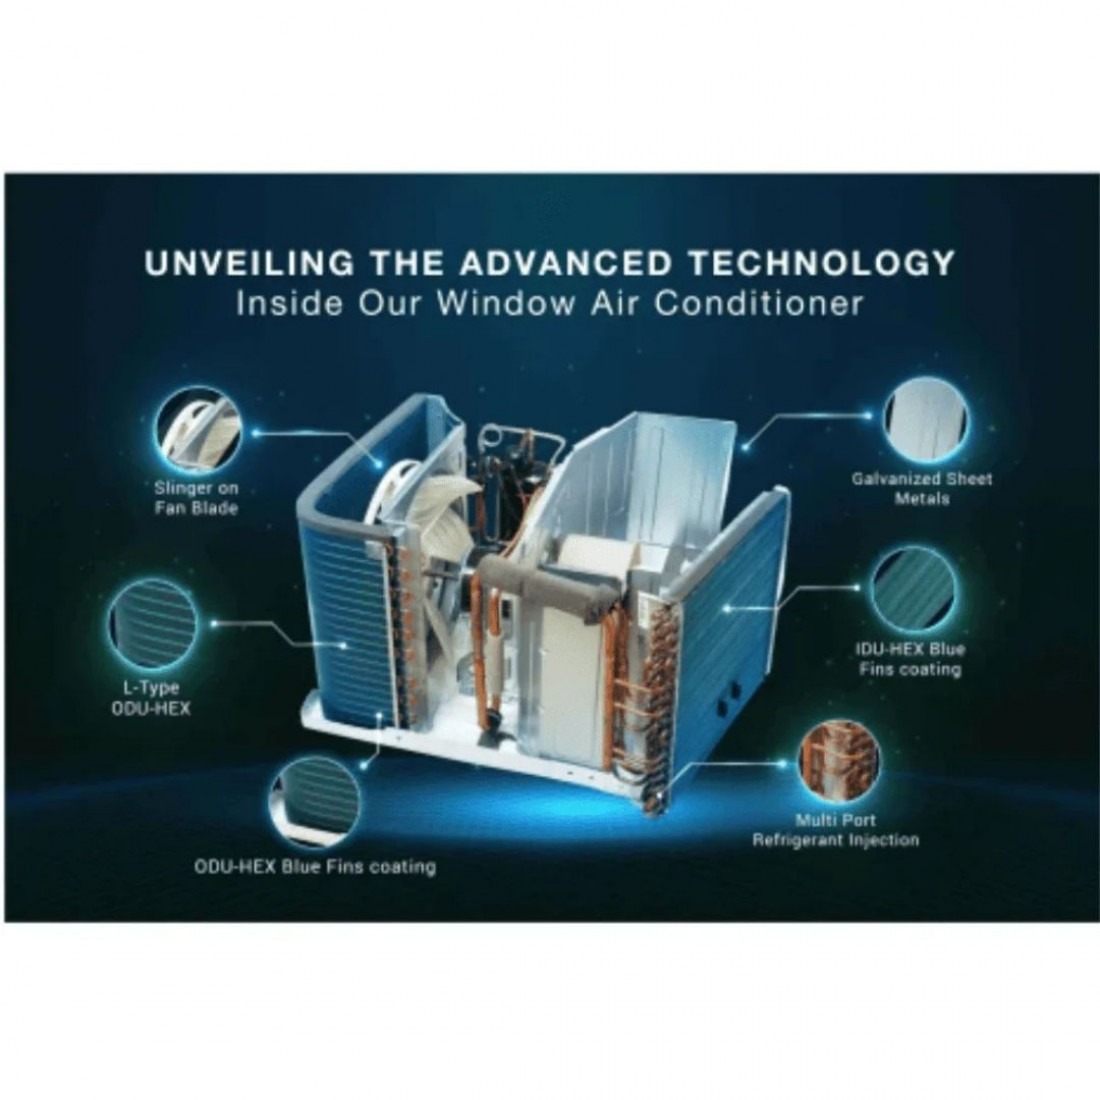 UNVEILING THE ADVANCED TECHNOLOGY
Inside Our Window Air Conditioner
Slinger on
Fan Blade
Galvanized Sheet
Metals
L-Type
ODU-HEX
IDU-HEX Blue
Fins coating
Multi Port
Refrigerant Injection
ODU-HEX Blue Fins coating